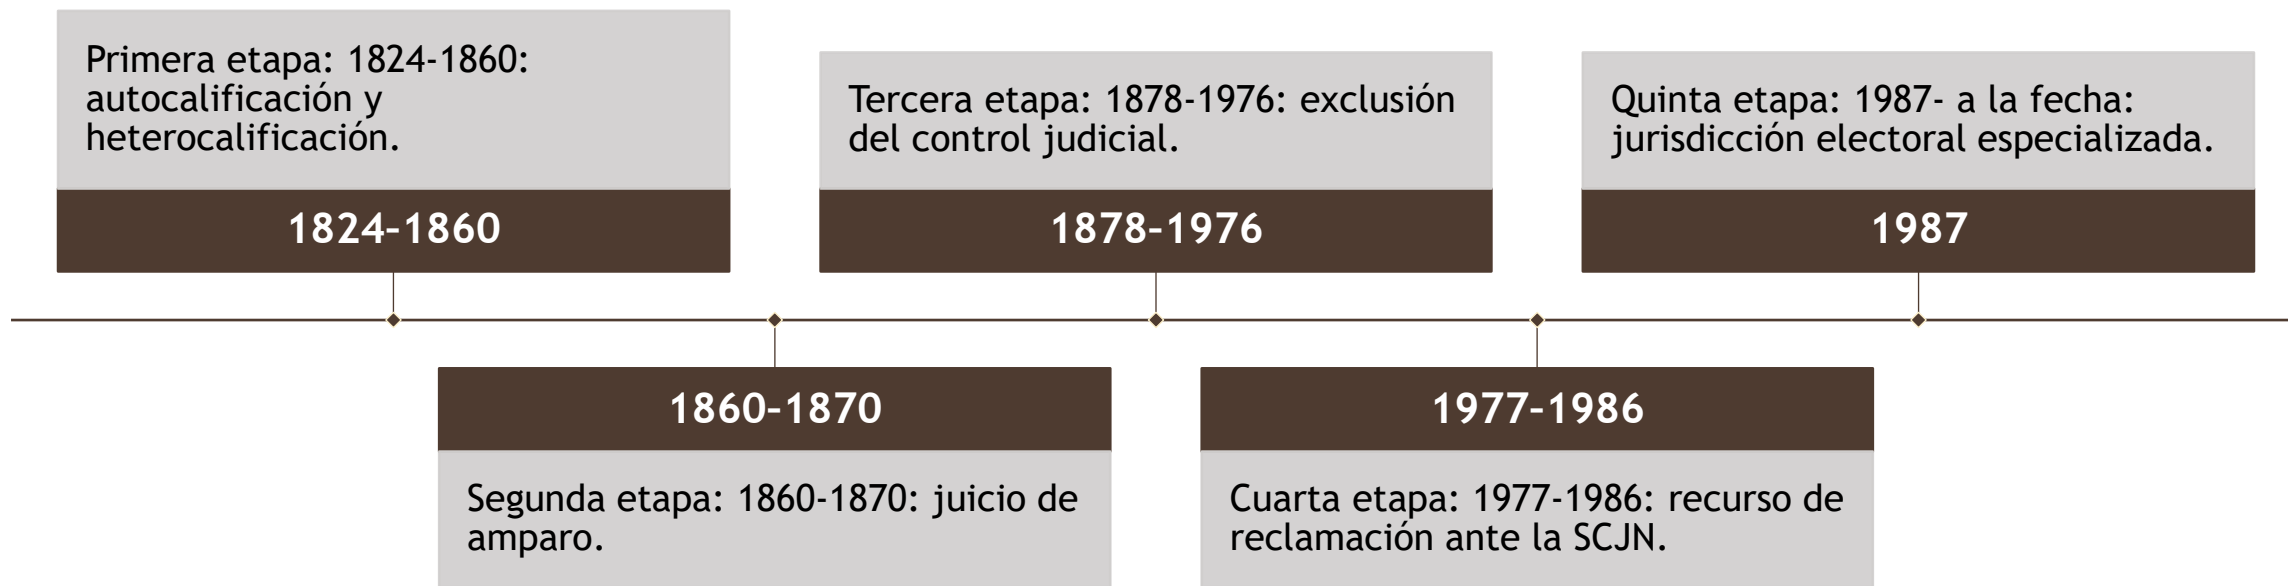 Primera etapa: 1824-1860:
autocalificación y
heterocalificación.
1824-1860
1860-1870
Segunda etapa: 1860-1870: juicio de
amparo.
Tercera etapa: 1878-1976: exclusión
del control judicial.
1878-1976
1977-1986
Cuarta etapa: 1977-1986: recurso de
reclamación ante la SCJN.
Quinta etapa: 1987- a la fecha:
jurisdicción electoral especializada.
1987